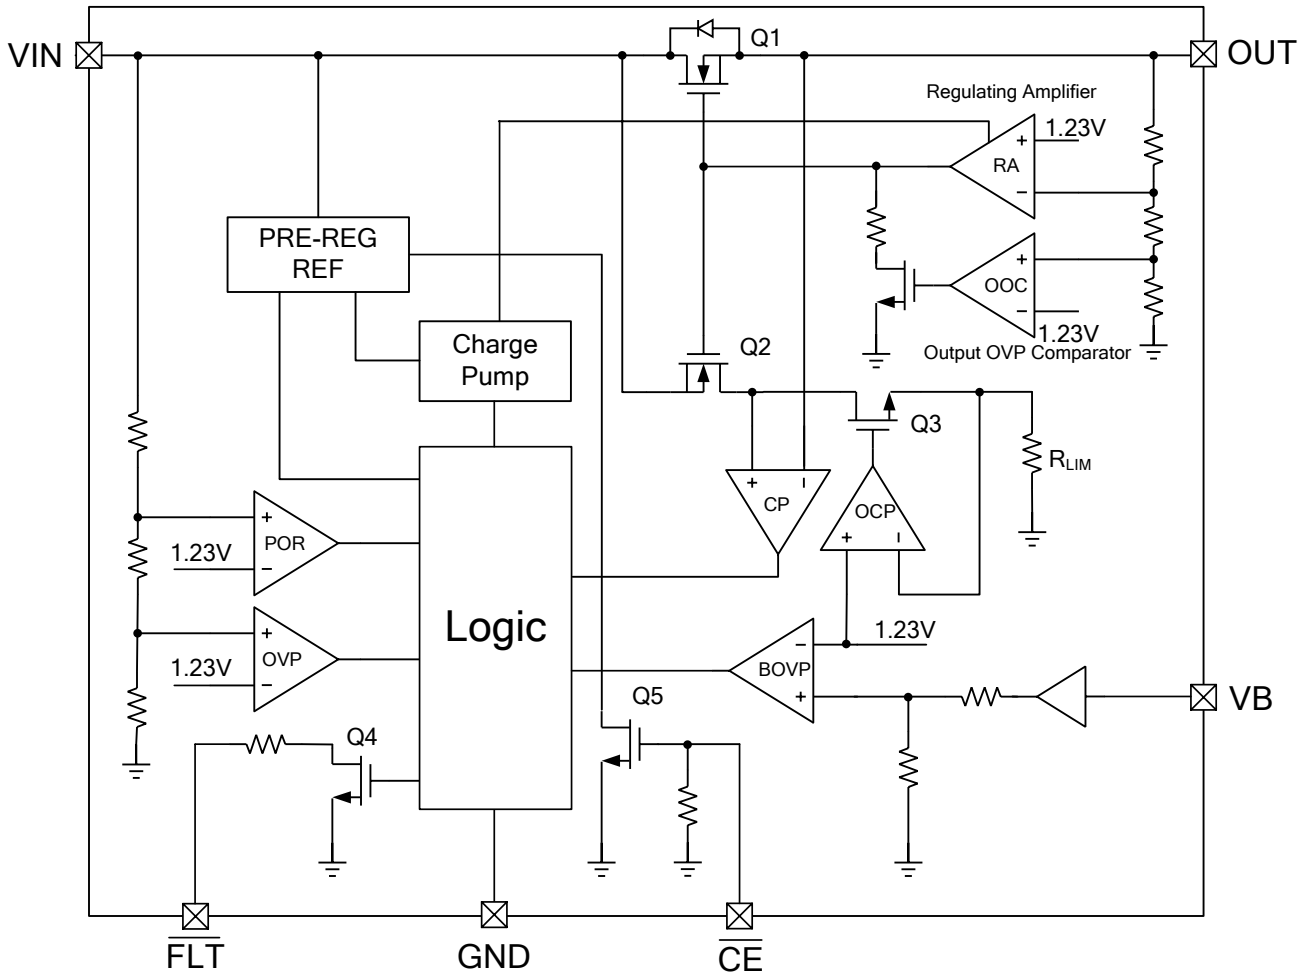 Q1
VIN
OUT
Regulating Amplifier
1.23V
+
RA
−
PRE-REG
REF
+
OOC
−
1.23V
Output OVP Comparator
Charge
Pump
Q2
Q3
RLIM
+ −
CP
OCP
+ −
+
POR
1.23V
−
Logic
1.23V
+
OVP
1.23V
−
−
BOVP
+
VB
Q5
Q4
FLT
GND
CE